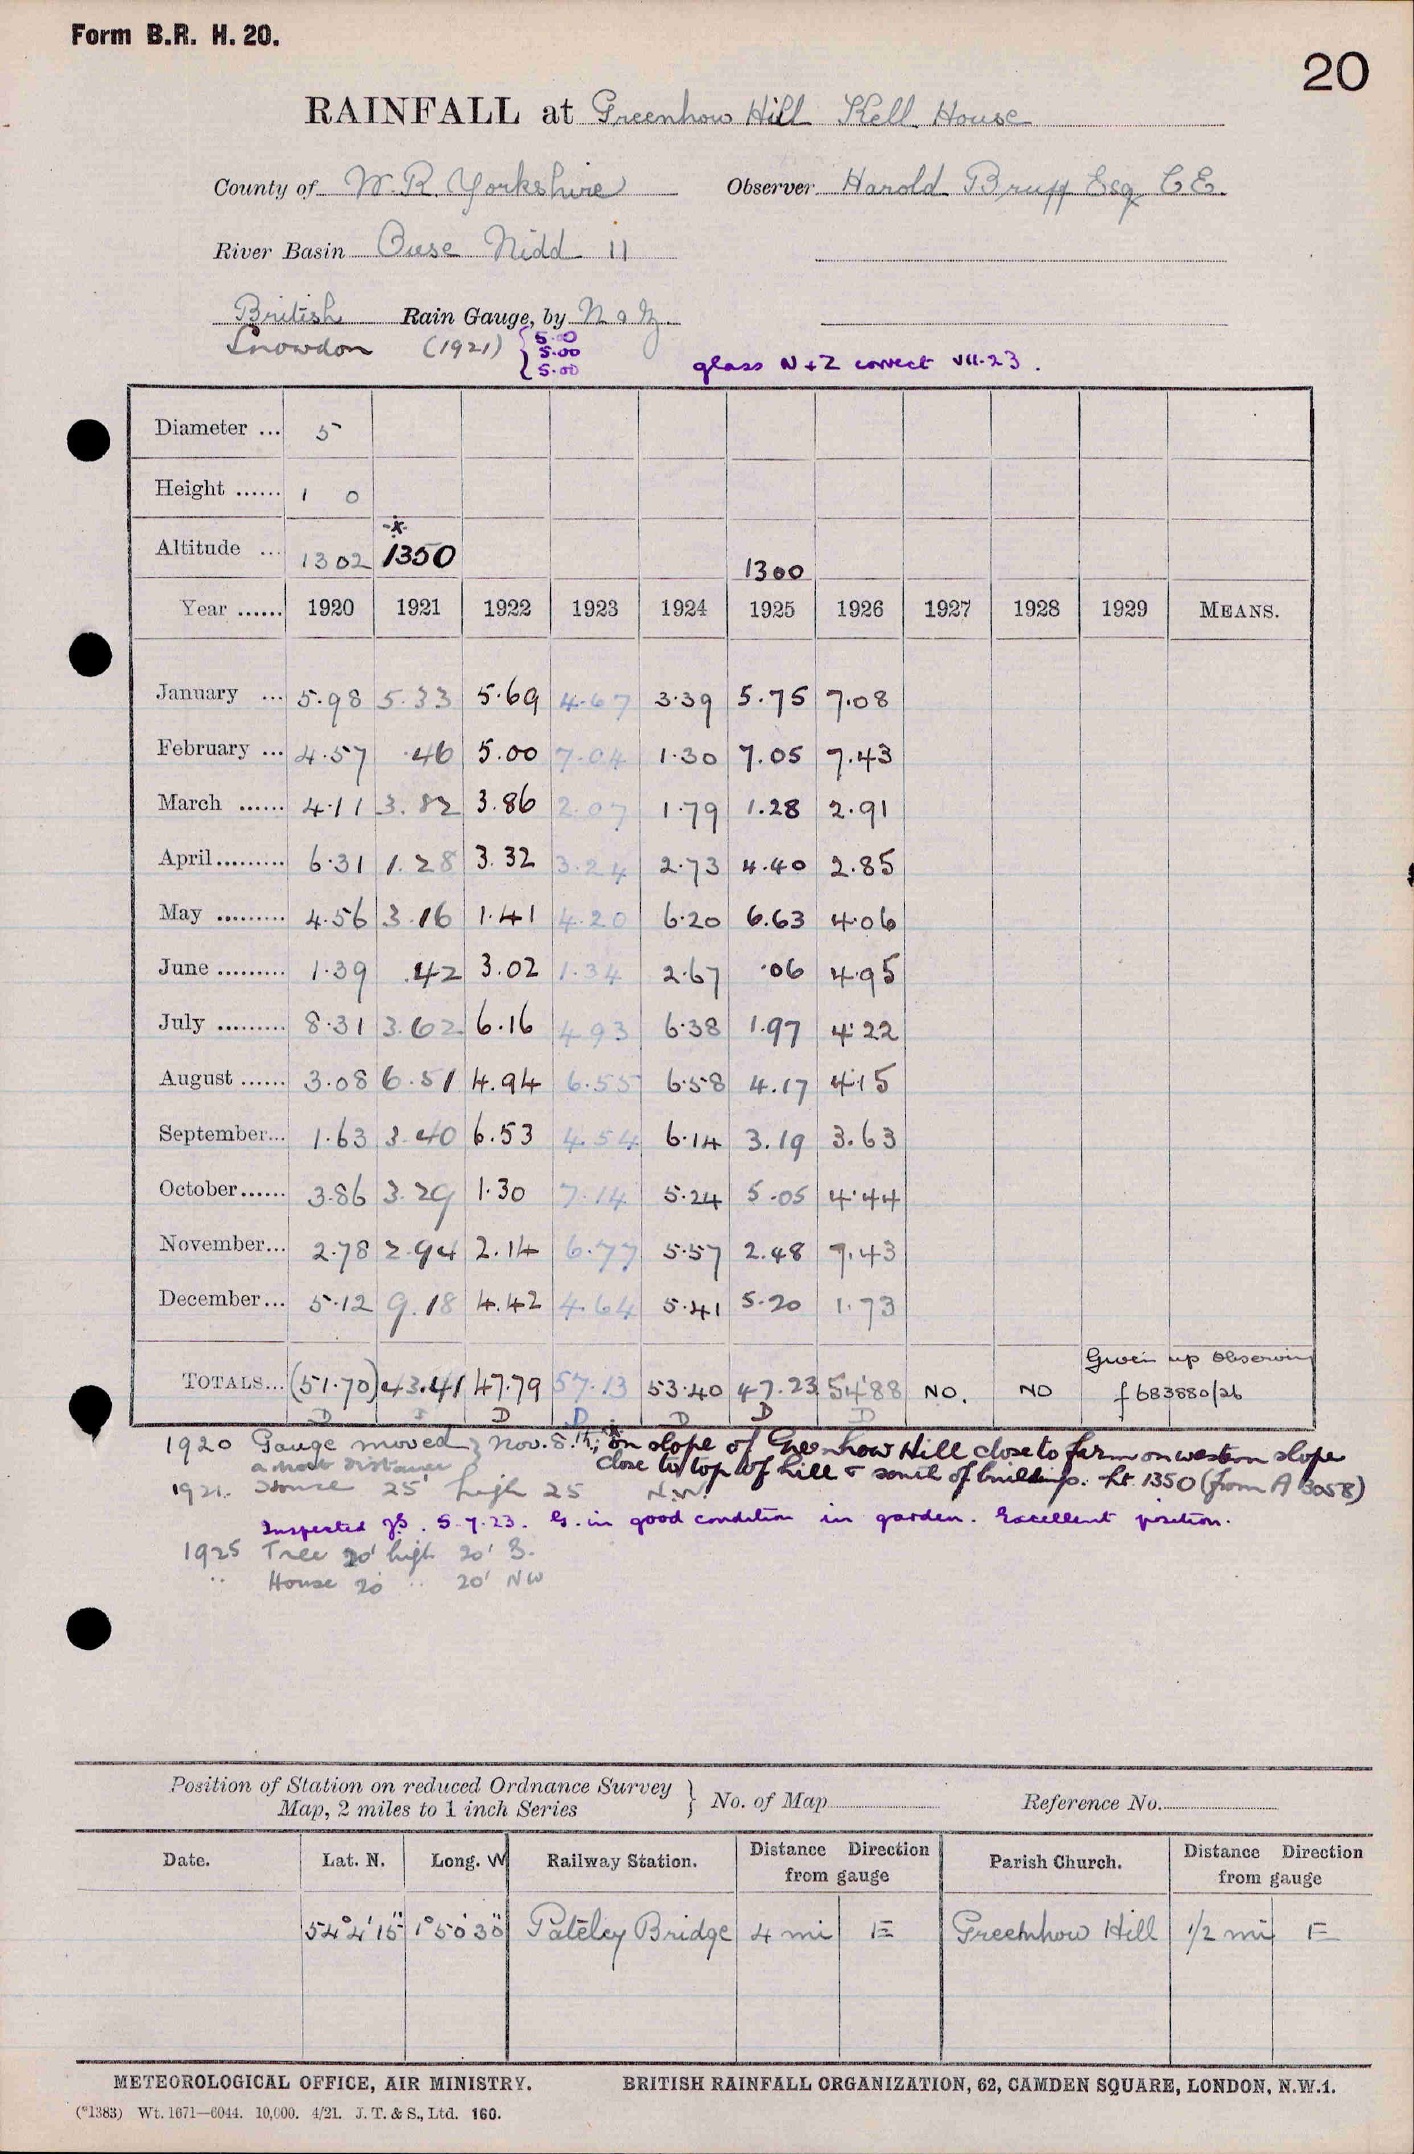 Form B.R. H. 20.
20
RAINFALL at Greenhow Hill Kell House
County of W. R. Yorkshire Observer Harold Bruff Esq C.E.
River Basin Ouse Nidd 11
British Rain Gauge, by N & Z.
Snowdon (1921) { 5.00
5.00
5.00
glass N + Z correct VII.23.
Diameter ... 5
Height ...... 1 0
*
Altitude ... 1302 1350 1300
Year ...... 1920 1921 1922 1923 1924 1925 1926 1927 1928 1929 MEANS.
January ... 5.98 5.33 5.69 4.67 3.39 5.75 7.08
February ... 4.57 .46 5.00 7.04 1.30 7.05 7.43
March ...... 4.11 3.82 3.86 2.07 1.79 1.28 2.91
April......... 6.31 1.28 3.32 3.24 2.73 4.40 2.85
May ......... 4.56 3.16 1.41 4.20 6.20 6.63 4.06
June ......... 1.39 .42 3.02 1.34 2.67 .06 4.95
July ......... 8.31 3.62 6.16 4.93 6.38 1.97 4.22
August ...... 3.08 6.51 4.94 6.55 6.58 4.17 4.15
September... 1.63 3.40 6.53 4.54 6.14 3.19 3.63
October...... 3.86 3.29 1.30 7.14 5.24 5.05 4.44
November... 2.78 2.94 2.14 6.77 5.57 2.48 7.43
December... 5.12 9.18 4.42 4.64 5.41 5.20 1.73
Given up observing
TOTALS... (51.70) 43.41 47.79 57.13 53.40 47.23 54.88 NO. NO f 683880/26
D D D D D D
1920 Gauge moved Nov. 8.th; * on slope of Greenhow Hill close to farm on western slope
a short distance close to top of hill & south of buildings. ht. 1350 (from A 3058)
1921. House 25' high 25 N.W.
Inspected 5.7.23. G. in good condition in garden. Excellent position.
1925 Tree 20' high 20' S.
" House 20 " 20' NW
Position of Station on reduced Ordnance Survey
Map, 2 miles to 1 inch Series } No. of Map Reference No.
Date. Lat. N. Long. W Railway Station. Distance Direction from gauge Parish Church. Distance Direction from gauge
54° 4' 15" 1° 50' 30" Pateley Bridge 4 mi E Greenhow Hill 1/2 mi E
METEOROLOGICAL OFFICE, AIR MINISTRY. BRITISH RAINFALL ORGANIZATION, 62, CAMDEN SQUARE, LONDON, N.W.1.
(*1383) Wt. 1671—6044. 10,000. 4/21. J. T. & S., Ltd. 160.